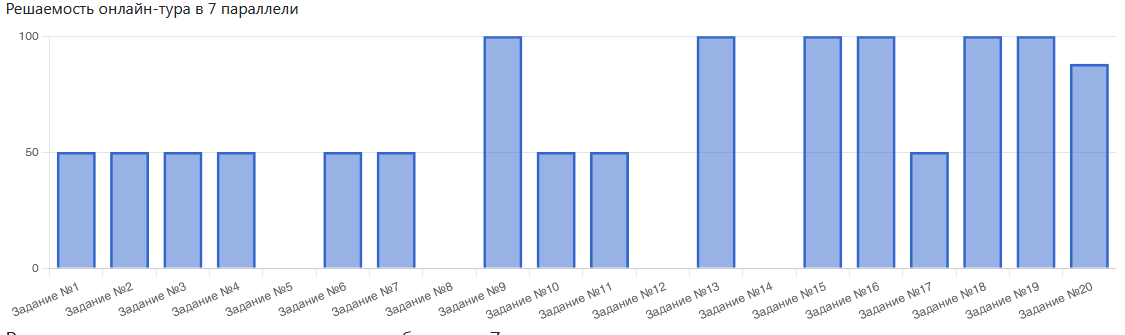 Решаемость онлайн-тура в 7 параллели
100
50
0
Задание №1
Задание №2
Задание №3
Задание №4
Задание №5
Задание №6
Задание №7
Задание №8
Задание №9
Задание №10
Задание №11
Задание №12
Задание №13
Задание №14
Задание №15
Задание №16
Задание №17
Задание №18
Задание №19
Задание №20